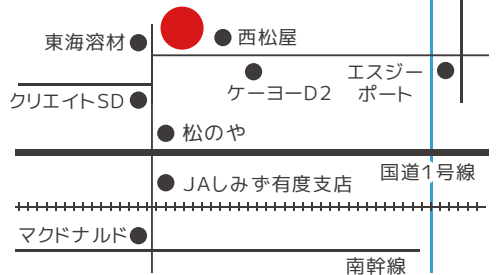 東海溶材
西松屋
エスジー
ポート
ケーヨーD2
クリエイトSD
松のや
国道1号線
JAしみず有度支店
マクドナルド
南幹線